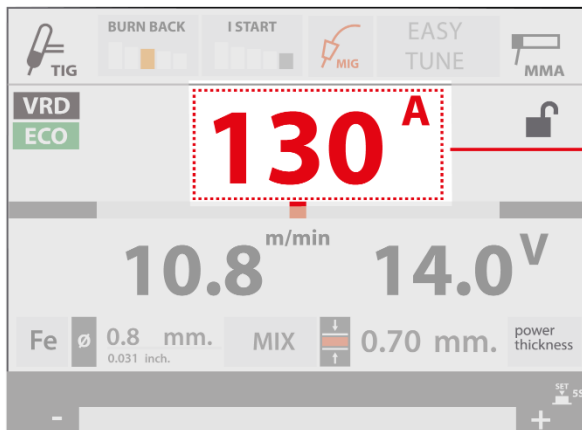 TIG
BURN BACK
I START
MIG
EASY
TUNE
MMA
VRD
ECO
130 A
m/min
10.8
14.0 V
Fe
Ø
0.8 mm.
0.031 inch.
MIX
0.70 mm.
power
thickness
SET
5S
-
+